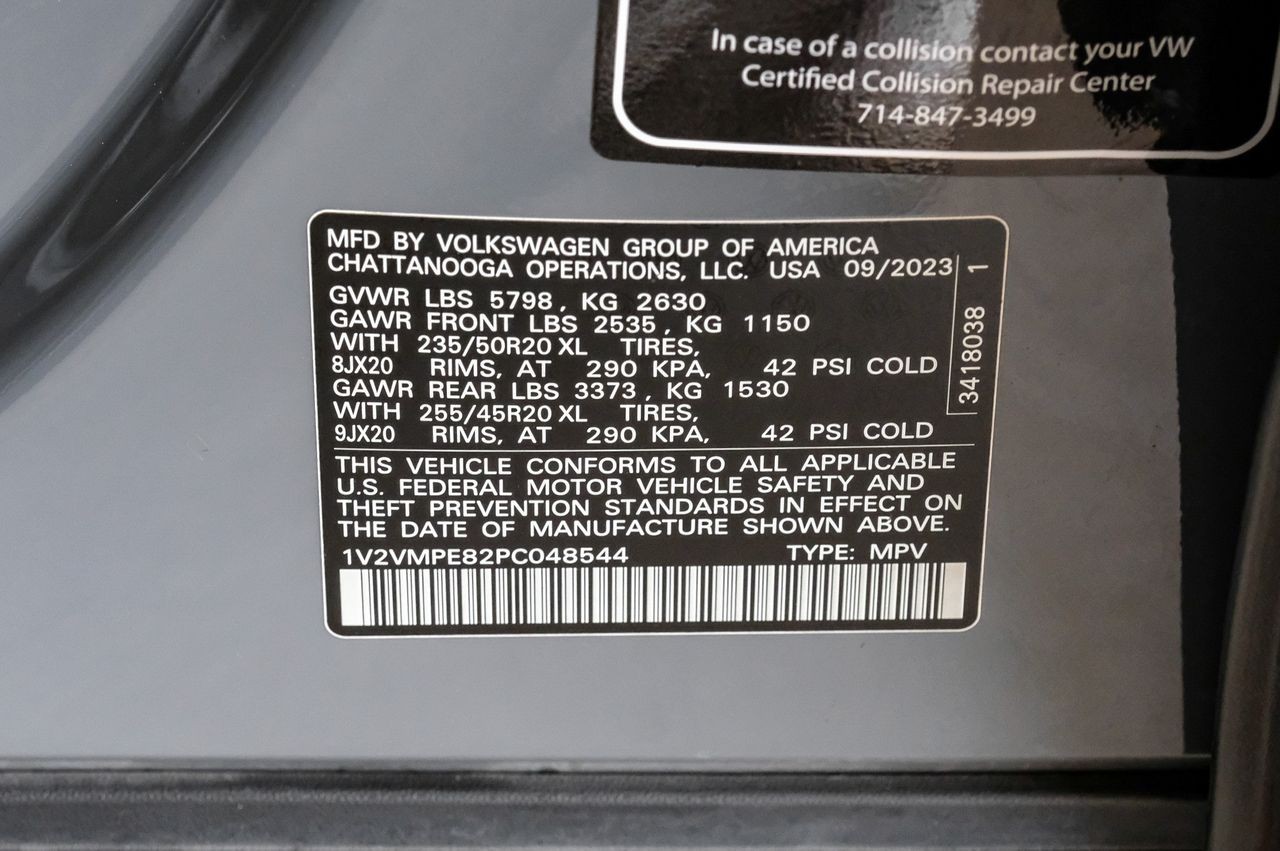 In case of a collision contact your VW
Certified Collision Repair Center
714-847-3499
MFD BY VOLKSWAGEN GROUP OF AMERICA
CHATTANOOGA OPERATIONS, LLC. USA 09/2023
GVWR LBS 5798, KG 2630
GAWR FRONT LBS 2535, KG 1150
WITH 235/50R20 XL TIRES,
8JX20 RIMS, AT 290 KPA, 42 PSI COLD
GAWR REAR LBS 3373, KG 1530
WITH 255/45R20 XL TIRES,
9JX20 RIMS, AT 290 KPA, 42 PSI COLD
3418038 1
THIS VEHICLE CONFORMS TO ALL APPLICABLE
U.S. FEDERAL MOTOR VEHICLE SAFETY AND
THEFT PREVENTION STANDARDS IN EFFECT ON
THE DATE OF MANUFACTURE SHOWN ABOVE.
1V2VMPE82PC048544 TYPE: MPV